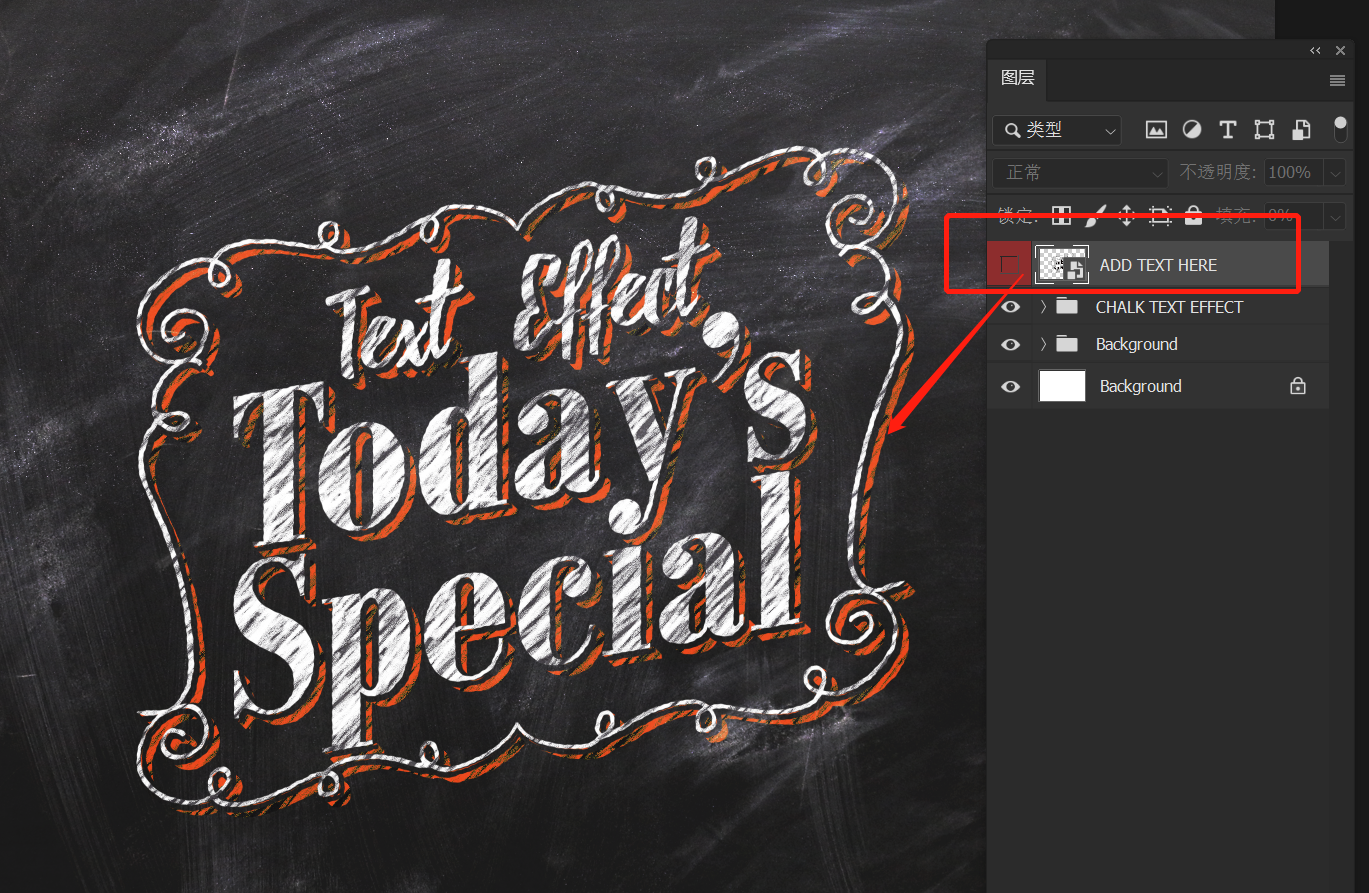 图层
类型
正常 不透明度: 100%
锁定: 填充: 0%
ADD TEXT HERE
CHALK TEXT EFFECT
Background
Background
Text Effect
Today's
Special